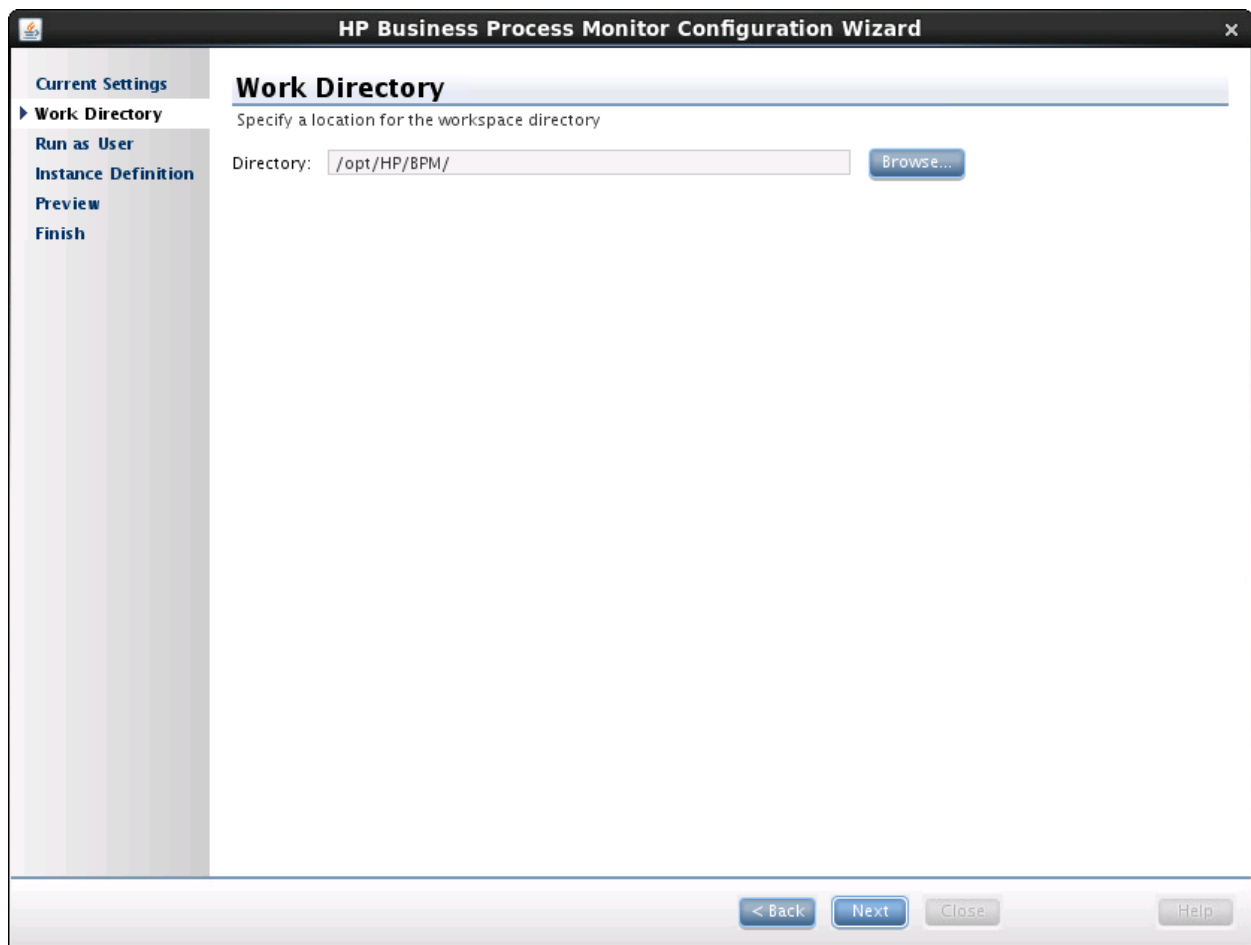 HP Business Process Monitor Configuration Wizard
Current Settings
Work Directory
Run as User
Instance Definition
Preview
Finish
Work Directory
Specify a location for the workspace directory
Directory: /opt/HP/BPM/ Browse...
< Back Next Close Help